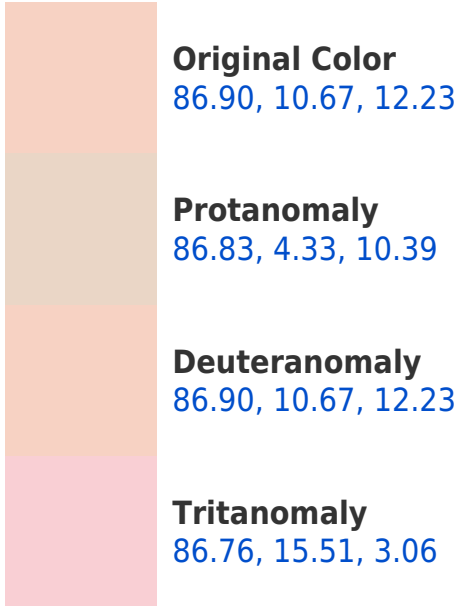 Original Color
86.90, 10.67, 12.23
Protanomaly
86.83, 4.33, 10.39
Deuteranomaly
86.90, 10.67, 12.23
Tritanomaly
86.76, 15.51, 3.06